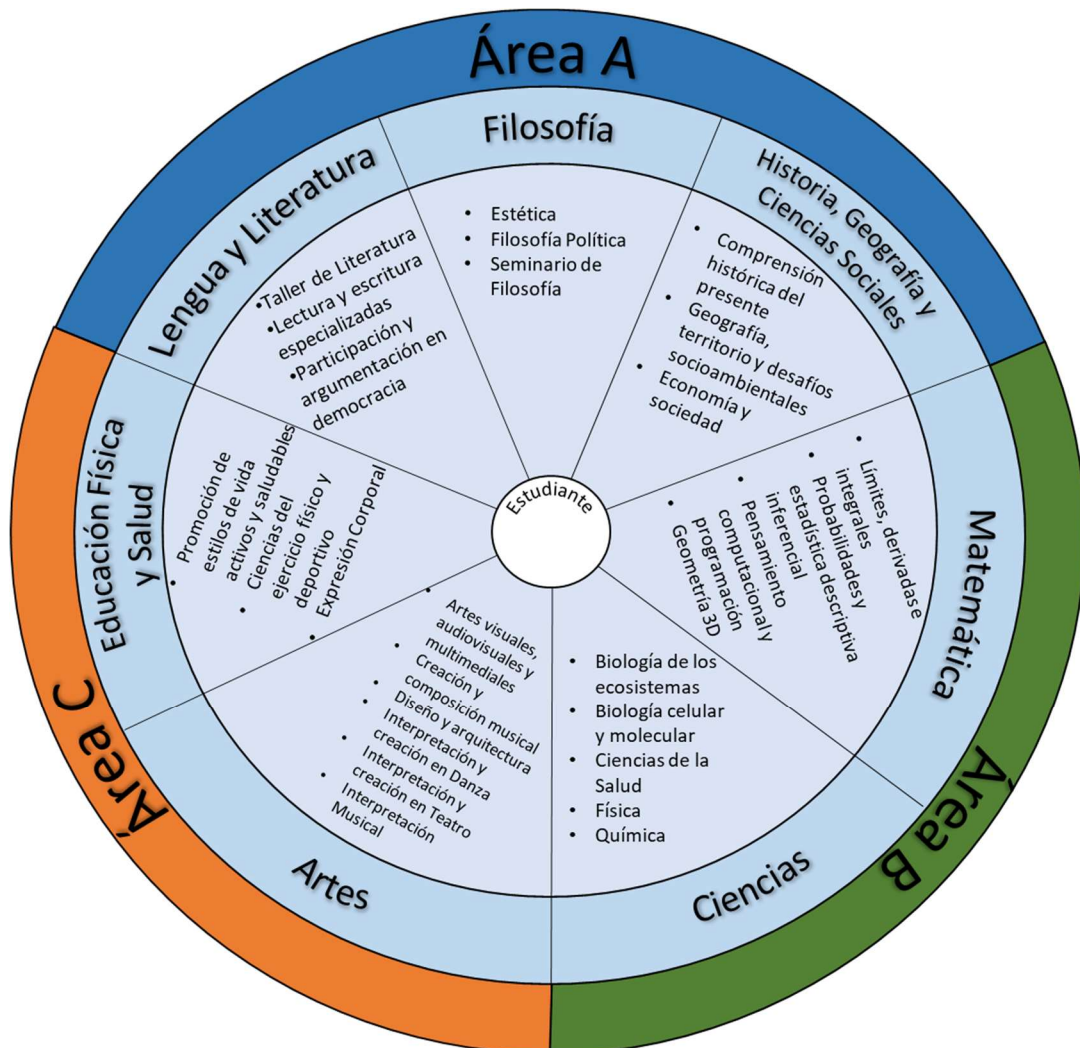 Área A
Filosofía
• Estética
• Filosofía Política
• Seminario de
Filosofía
Historia, Geografía y
Ciencias Sociales
• Comprensión
histórica del
presente
• Geografía,
territorio y desafíos
socioambientales
• Economía y
sociedad
Matemática
• Límites, derivadas e
integrales
• Probabilidades y
estadística descriptiva
inferencial
• Pensamiento
computacional y
programación
• Geometría 3D
Área B
Ciencias
• Biología de los
ecosistemas
• Biología celular
y molecular
• Ciencias de la
Salud
• Física
• Química
Artes
• Artes visuales,
audiovisuales y
multimediales
• Creación y
composición musical
• Diseño y arquitectura
• Interpretación y
creación en Danza
• Interpretación y
creación en Teatro
• Interpretación
Musical
Área C
Educación Física
y Salud
• Promoción de
estilos de vida
activos y saludables
• Ciencias del
ejercicio físico y
deportivo
• Expresión Corporal
Lengua y Literatura
•Taller de Literatura
•Lectura y escritura
especializadas
•Participación y
argumentación en
democracia
Estudiante